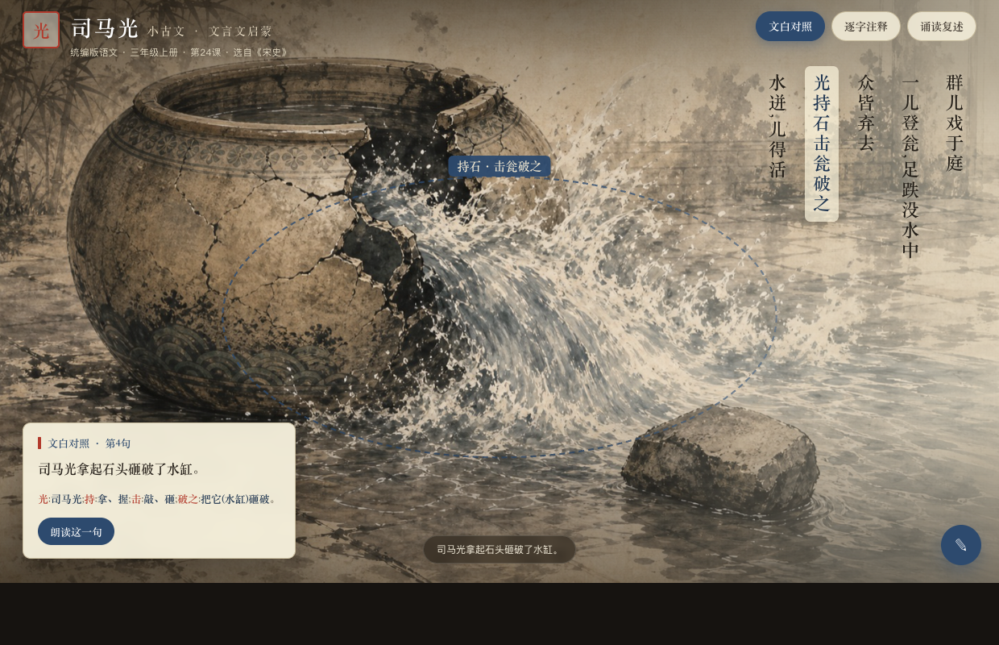 光
司马光 小古文 · 文言文启蒙
统编版语文 · 三年级上册 · 第24课 · 选自《宋史》
文白对照
逐字注释
诵读复述
群儿戏于庭
一儿登瓮,足跌没水中
众皆弃去
光持石击瓮破之
水迸,儿得活
持石 · 击瓮破之
文白对照 · 第4句
司马光拿起石头砸破了水缸。
光:司马光;持:拿、握;击:敲、砸;破之:把它(水缸)砸破。
朗读这一句
司马光拿起石头砸破了水缸。